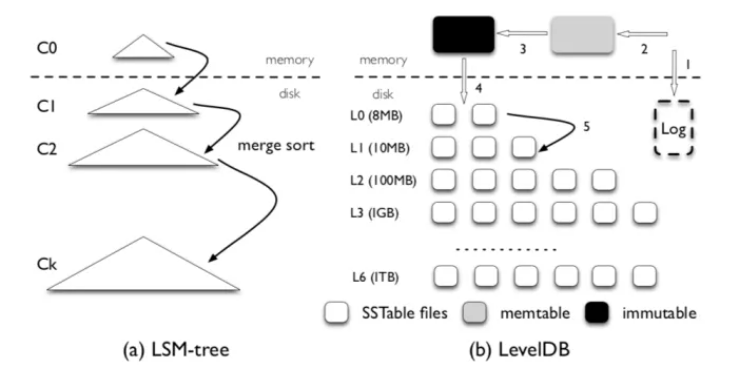 C0
memory
disk
C1
C2
merge sort
Ck
(a) LSM-tree
memory
3
2
1
disk
4
L0 (8MB)
5
Log
L1 (10MB)
L2 (100MB)
L3 (1GB)
L6 (1TB)
SSTable files
memtable
immutable
(b) LevelDB